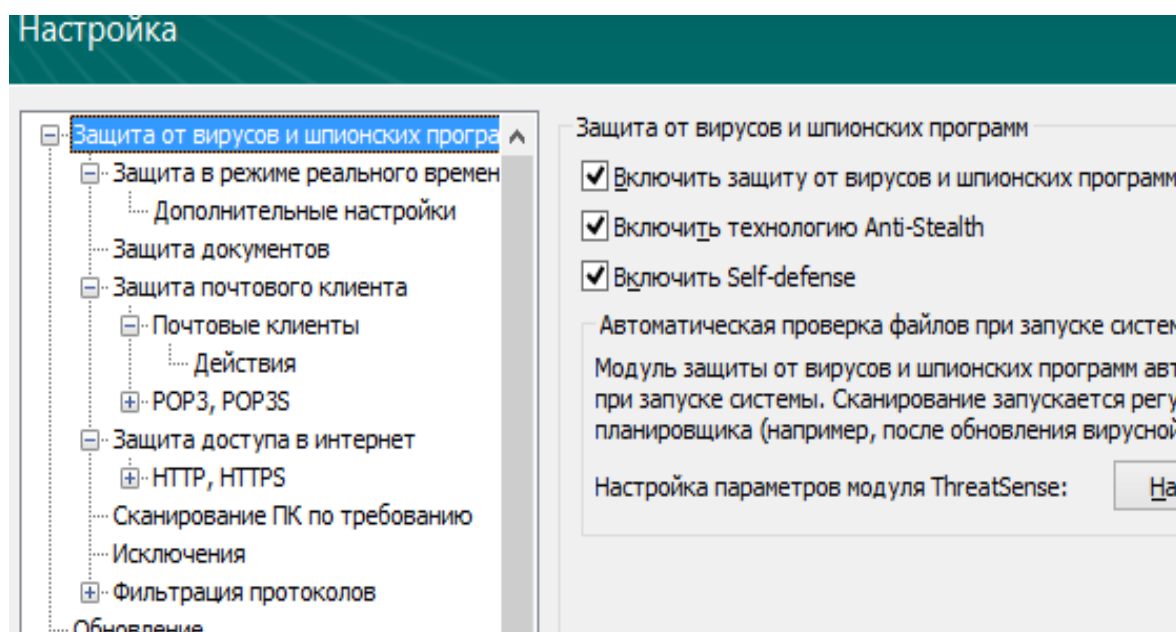 Настройка
Защита от вирусов и шпионских програ
Защита в режиме реального времен
Дополнительные настройки
Защита документов
Защита почтового клиента
Почтовые клиенты
Действия
POP3, POP3S
Защита доступа в интернет
HTTP, HTTPS
Сканирование ПК по требованию
Исключения
Фильтрация протоколов
Обновление
Защита от вирусов и шпионских программ
Включить защиту от вирусов и шпионских программ
Включить технологию Anti-Stealth
Включить Self-defense
Автоматическая проверка файлов при запуске систем
Модуль защиты от вирусов и шпионских программ авт
при запуске системы. Сканирование запускается регу
планировщика (например, после обновления вирусной
Настройка параметров модуля ThreatSense:
На